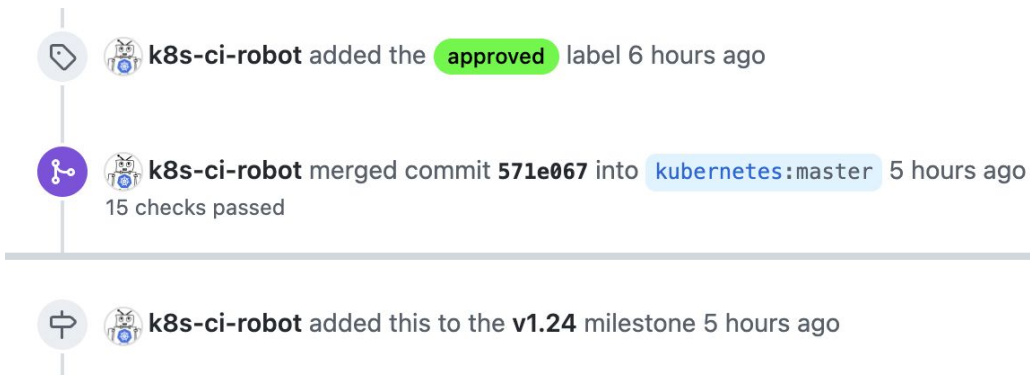 k8s-ci-robot added the approved label 6 hours ago
k8s-ci-robot merged commit 571e067 into kubernetes:master 5 hours ago
15 checks passed
k8s-ci-robot added this to the v1.24 milestone 5 hours ago